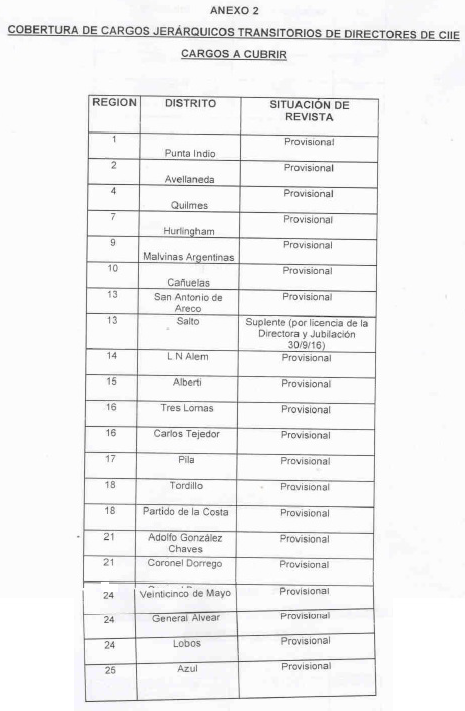 ANEXO 2
COBERTURA DE CARGOS JERÁRQUICOS TRANSITORIOS DE DIRECTORES DE CIIE
CARGOS A CUBRIR
REGION DISTRITO SITUACIÓN DE
REVISTA
1 Punta Indio Provisional
2 Avellaneda Provisional
4 Quilmes Provisional
7 Hurlingham Provisional
9 Malvinas Argentinas Provisional
10 Cañuelas Provisional
13 San Antonio de Provisional
Areco
13 Salto Suplente (por licencia de la
Directora y Jubilación
30/9/16)
14 L N Alem Provisional
15 Alberti Provisional
16 Tres Lomas Provisional
16 Carlos Tejedor Provisional
17 Pila Provisional
18 Tordillo Provisional
18 Partido de la Costa Provisional
21 Adolfo González Provisional
Chaves
21 Coronel Dorrego Provisional
24 Veinticinco de Mayo Provisional
24 General Alvear Provisional
24 Lobos Provisional
25 Azul Provisional